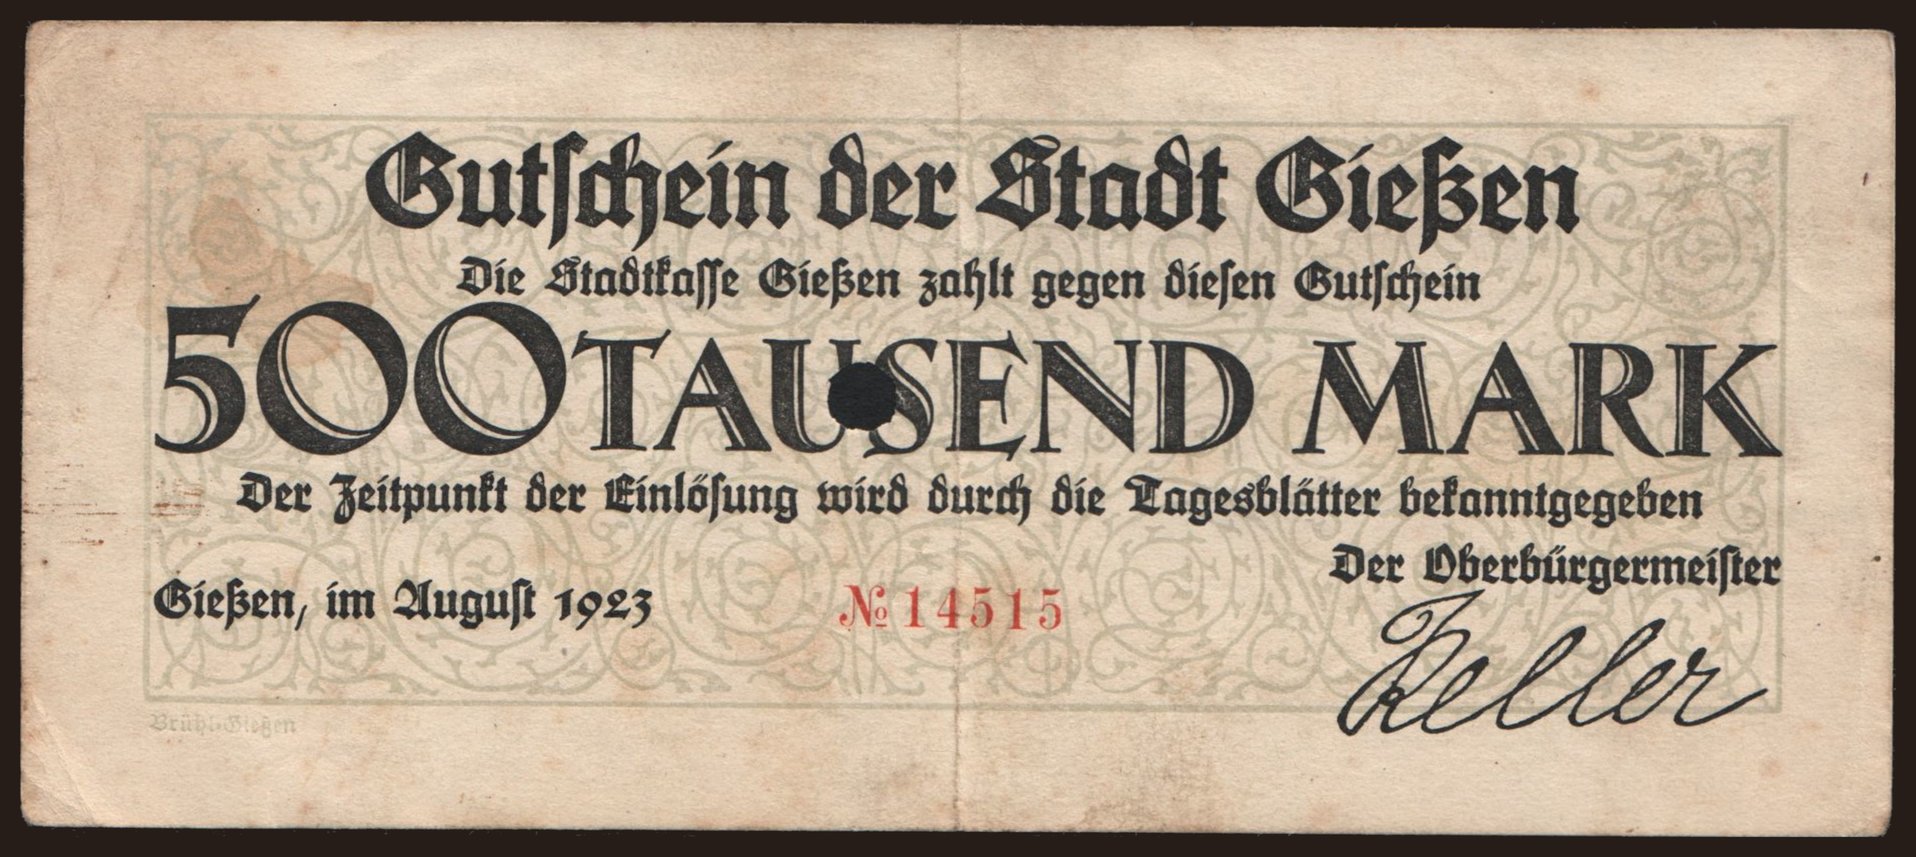 Gutschein der Stadt Gießen
Die Stadtkasse Gießen zahlt gegen diesen Gutschein
500 TAUSEND MARK
Der Zeitpunkt der Einlösung wird durch die Tagesblätter bekanntgegeben
Der Oberbürgermeister
Gießen, im August 1923
№ 14515
Keller
Brühl-Gießen